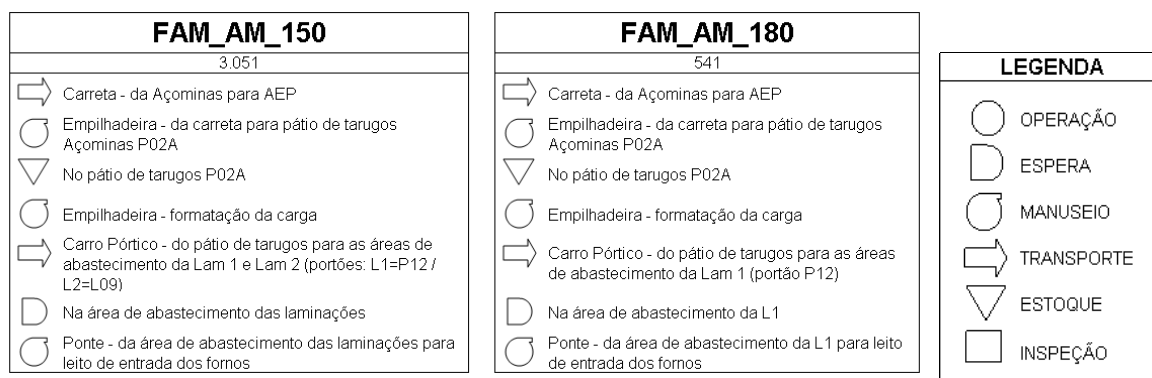 FAM_AM_150
3.051
Carreta - da Açominas para AEP
Empilhadeira - da carreta para pátio de tarugos
Açominas P02A
No pátio de tarugos P02A
Empilhadeira - formatação da carga
Carro Pórtico - do pátio de tarugos para as áreas de
abastecimento da Lam 1 e Lam 2 (portões: L1=P12 /
L2=L09)
Na área de abastecimento das laminações
Ponte - da área de abastecimento das laminações para
leito de entrada dos fornos
FAM_AM_180
541
Carreta - da Açominas para AEP
Empilhadeira - da carreta para pátio de tarugos
Açominas P02A
No pátio de tarugos P02A
Empilhadeira - formatação da carga
Carro Pórtico - do pátio de tarugos para as áreas
de abastecimento da Lam 1 (portão P12)
Na área de abastecimento da L1
Ponte - da área de abastecimento da L1 para leito
de entrada dos fornos
LEGENDA
OPERAÇÃO
ESPERA
MANUSEIO
TRANSPORTE
ESTOQUE
INSPEÇÃO